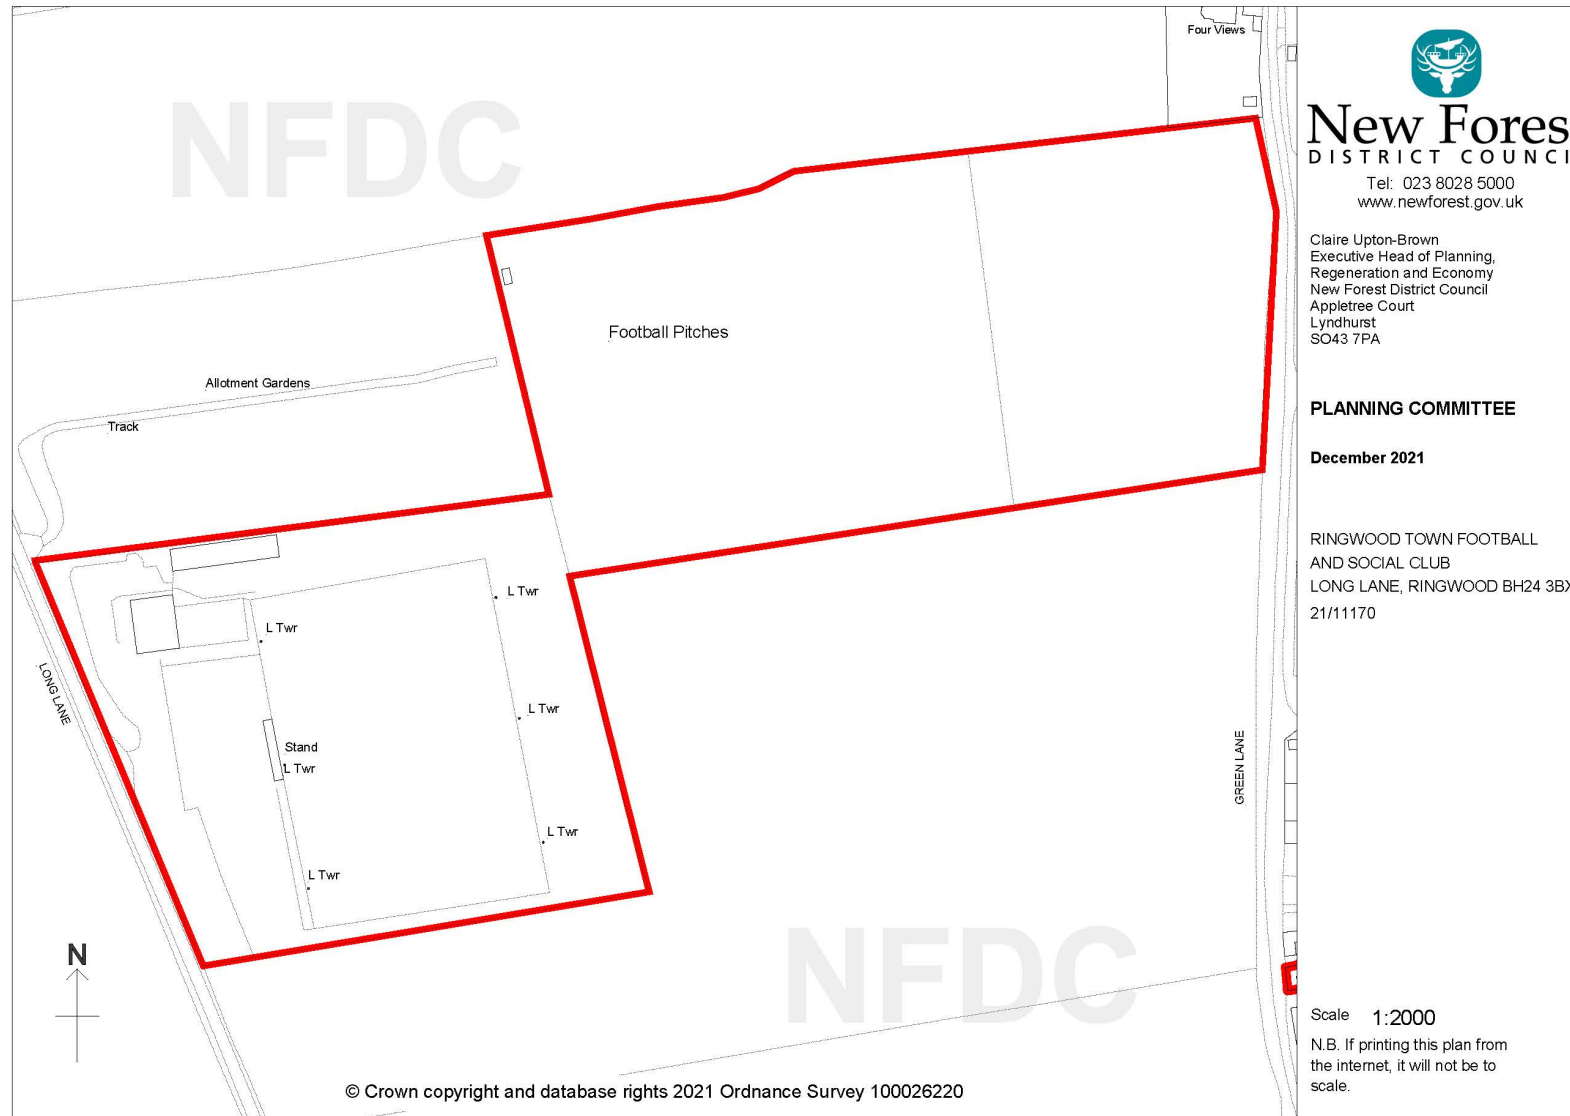 Four Views
NFDC
Football Pitches
Allotment Gardens
Track
L Twr
L Twr
LONG LANE
L Twr
Stand
L Twr
GREEN LANE
L Twr
L Twr
N
NFDC
© Crown copyright and database rights 2021 Ordnance Survey 100026220
New Fores
DISTRICT COUNCI
Tel: 023 8028 5000
www.newforest.gov.uk
Claire Upton-Brown
Executive Head of Planning,
Regeneration and Economy
New Forest District Council
Appletree Court
Lyndhurst
SO43 7PA
PLANNING COMMITTEE
December 2021
RINGWOOD TOWN FOOTBALL
AND SOCIAL CLUB
LONG LANE, RINGWOOD BH24 3BX
21/11170
Scale 1:2000
N.B. If printing this plan from
the internet, it will not be to
scale.